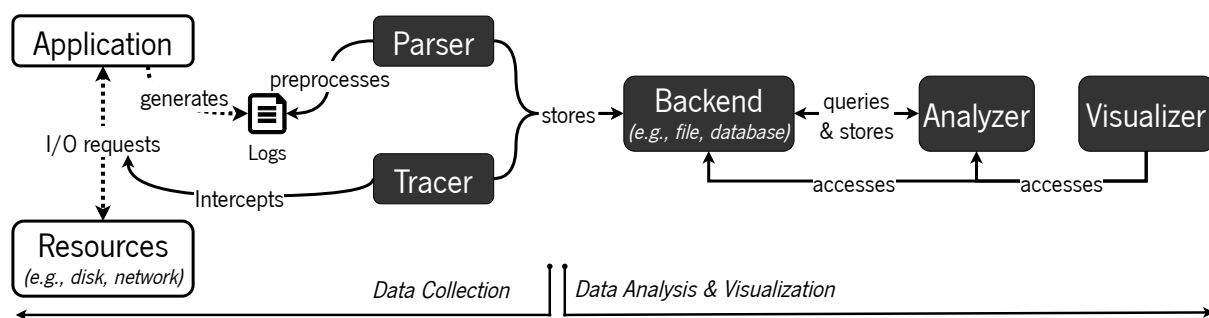 Application
Parser
preprocesses
generates
Logs
I/O requests
stores
Backend
(e.g., file, database)
queries
& stores
Analyzer
Visualizer
Tracer
Intercepts
accesses
accesses
Resources
(e.g., disk, network)
Data Collection
Data Analysis & Visualization